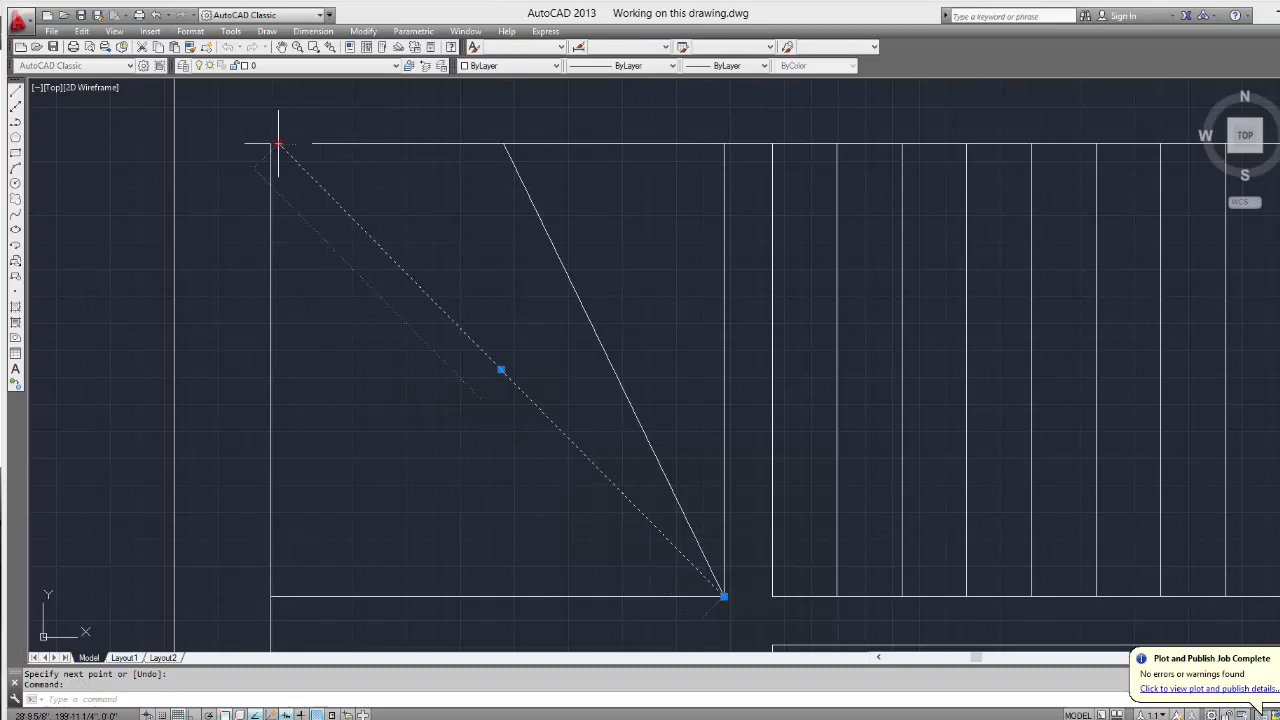 AutoCAD Classic
AutoCAD 2013 Working on this drawing.dwg
Type a keyword or phrase
Sign In
File Edit View Insert Format Tools Draw Dimension Modify Parametric Window Help Express
AutoCAD Classic
0
ByLayer
ByLayer
ByLayer
ByColor
[−][Top][2D Wireframe]
N
W
TOP
S
WCS
Y
X
Model Layout1 Layout2
Specify next point or [Undo]:
Command:
Type a command
Plot and Publish Job Complete
No errors or warnings found
Click to view plot and publish details...
MODEL
1:1